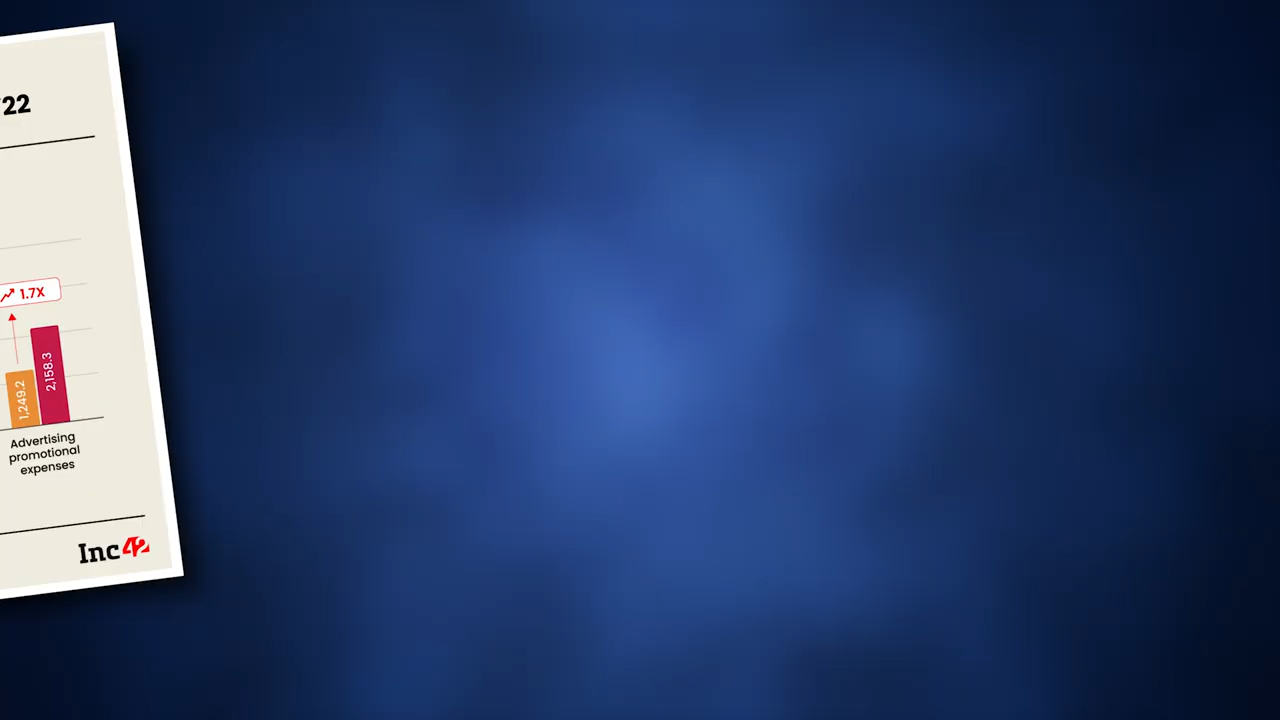 '22
1.7X
1,249.2
2,158.3
Advertising
promotional
expenses
Inc42